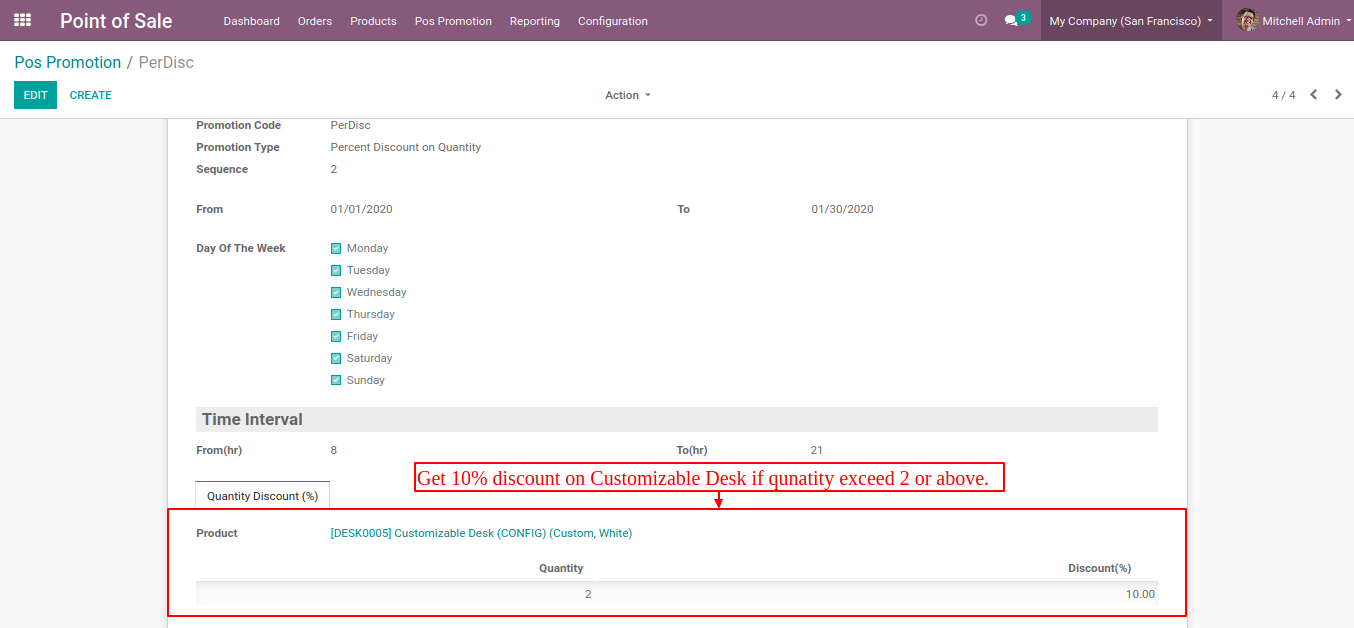 Point of Sale Dashboard Orders Products Pos Promotion Reporting Configuration 3 My Company (San Francisco) Mitchell Admin
Pos Promotion / PerDisc
EDIT CREATE Action 4 / 4
Promotion Code PerDisc
Promotion Type Percent Discount on Quantity
Sequence 2
From 01/01/2020 To 01/30/2020
Day Of The Week Monday
Tuesday
Wednesday
Thursday
Friday
Saturday
Sunday
Time Interval
From(hr) 8 To(hr) 21
Get 10% discount on Customizable Desk if qunatity exceed 2 or above.
Quantity Discount (%)
Product [DESK0005] Customizable Desk (CONFIG) (Custom, White)
Quantity Discount(%)
2 10.00